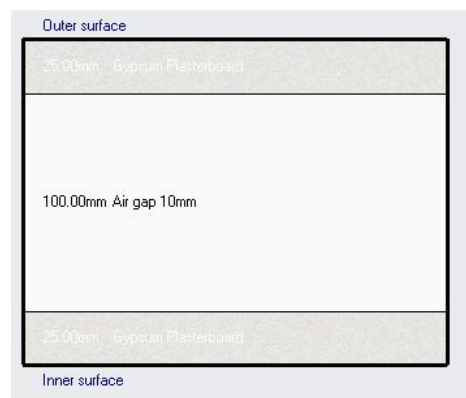 Outer surface
25.00mm Gypsum Plasterboard
100.00mm Air gap 10mm
25.00mm Gypsum Plasterboard
Inner surface